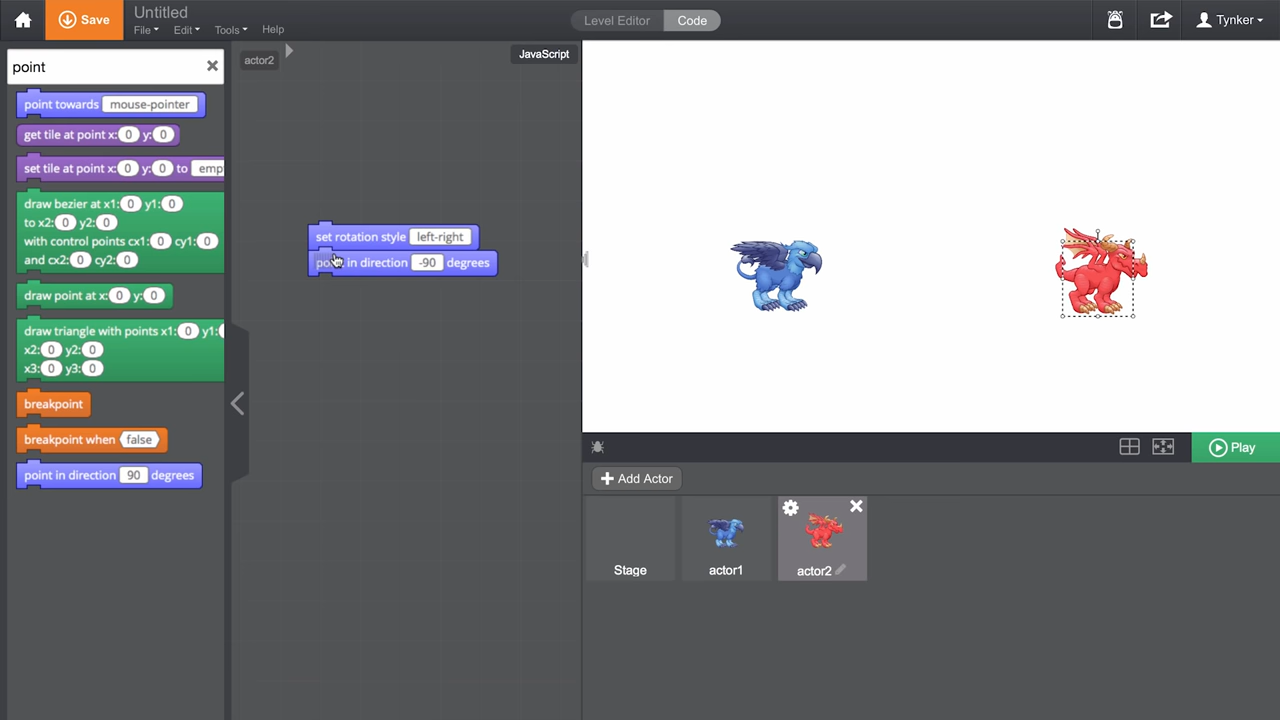 Save
Untitled
File
Edit
Tools
Help
Level Editor
Code
Tynker
point
actor2
JavaScript
point towards mouse-pointer
get tile at point x: 0 y: 0
set tile at point x: 0 y: 0 to
draw bezier at x1: 0 y1: 0
to x2: 0 y2: 0
with control points cx1: 0 cy1: 0
and cx2: 0 cy2: 0
draw point at x: 0 y: 0
draw triangle with points x1: 0 y1:
x2: 0 y2: 0
x3: 0 y3: 0
breakpoint
breakpoint when false
point in direction 90 degrees
set rotation style left-right
in direction -90 degrees
Play
Add Actor
Stage
actor1
actor2